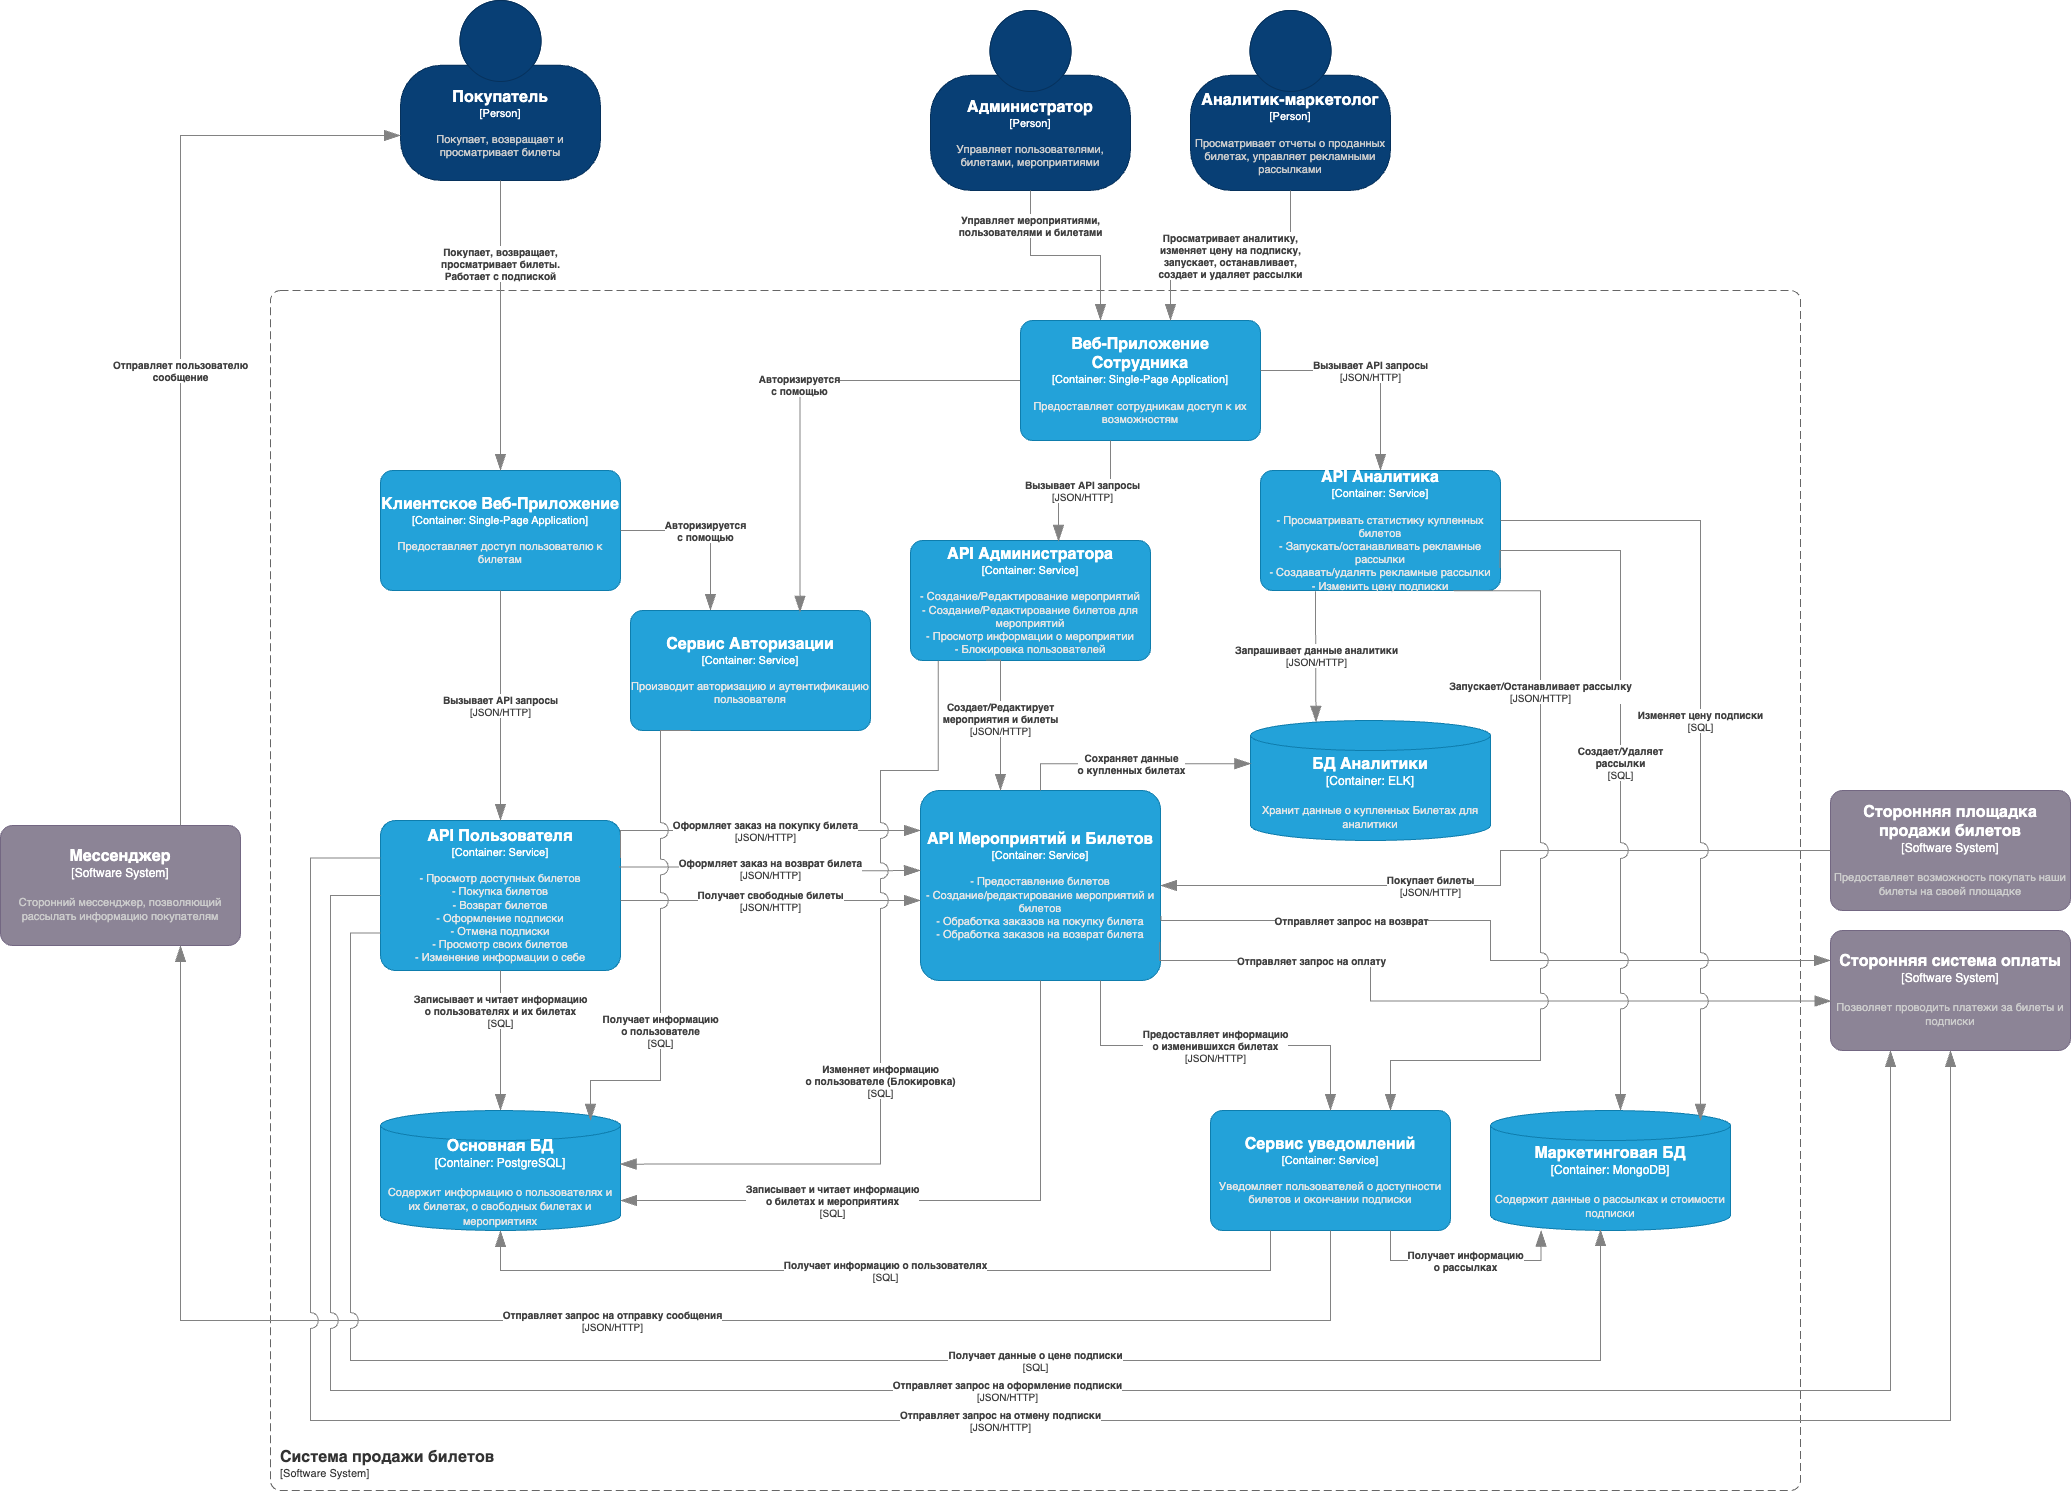 Покупатель
[Person]
Покупает, возвращает и
просматривает билеты
Администратор
[Person]
Управляет пользователями,
билетами, мероприятиями
Аналитик-маркетолог
[Person]
Просматривает отчеты о проданных
билетах, управляет рекламными
рассылками
Управляет мероприятиями,
пользователями и билетами
Просматривает аналитику,
изменяет цену на подписку,
запускает, останавливает,
создает и удаляет рассылки
Покупает, возвращает,
просматривает билеты.
Работает с подпиской
Отправляет пользователю
сообщение
Веб-Приложение
Сотрудника
[Container: Single-Page Application]
Предоставляет сотрудникам доступ к их
возможностям
Вызывает API запросы
[JSON/HTTP]
Авторизируется
с помощью
Вызывает API запросы
[JSON/HTTP]
Клиентское Веб-Приложение
[Container: Single-Page Application]
Предоставляет доступ пользователю к
билетам
Авторизируется
с помощью
API Аналитика
[Container: Service]
- Просматривать статистику купленных
билетов
- Запускать/останавливать рекламные
рассылки
- Создавать/удалять рекламные рассылки
- Изменить цену подписки
API Администратора
[Container: Service]
- Создание/Редактирование мероприятий
- Создание/Редактирование билетов для
мероприятий
- Просмотр информации о мероприятии
- Блокировка пользователей
Сервис Авторизации
[Container: Service]
Производит авторизацию и аутентификацию
пользователя
Запрашивает данные аналитики
[JSON/HTTP]
Запускает/Останавливает рассылку
[JSON/HTTP]
Изменяет цену подписки
[SQL]
Создает/Удаляет
рассылки
[SQL]
Вызывает API запросы
[JSON/HTTP]
Создает/Редактирует
мероприятия и билеты
[JSON/HTTP]
Сохраняет данные
о купленных билетах
БД Аналитики
[Container: ELK]
Хранит данные о купленных Билетах для
аналитики
Мессенджер
[Software System]
Сторонний мессенджер, позволяющий
рассылать информацию покупателям
API Пользователя
[Container: Service]
- Просмотр доступных билетов
- Покупка билетов
- Возврат билетов
- Оформление подписки
- Отмена подписки
- Просмотр своих билетов
- Изменение информации о себе
Оформляет заказ на покупку билета
[JSON/HTTP]
Оформляет заказ на возврат билета
[JSON/HTTP]
Получает свободные билеты
[JSON/HTTP]
API Мероприятий и Билетов
[Container: Service]
- Предоставление билетов
- Создание/редактирование мероприятий и
билетов
- Обработка заказов на покупку билета
- Обработка заказов на возврат билета
Сторонняя площадка
продажи билетов
[Software System]
Предоставляет возможность покупать наши
билеты на своей площадке
Покупает билеты
[JSON/HTTP]
Отправляет запрос на возврат
Отправляет запрос на оплату
Сторонняя система оплаты
[Software System]
Позволяет проводить платежи за билеты и
подписки
Записывает и читает информацию
о пользователях и их билетах
[SQL]
Получает информацию
о пользователе
[SQL]
Изменяет информацию
о пользователе (Блокировка)
[SQL]
Предоставляет информацию
о изменившихся билетах
[JSON/HTTP]
Основная БД
[Container: PostgreSQL]
Содержит информацию о пользователях и
их билетах, о свободных билетах и
мероприятиях
Записывает и читает информацию
о билетах и мероприятиях
[SQL]
Сервис уведомлений
[Container: Service]
Уведомляет пользователей о доступности
билетов и окончании подписки
Маркетинговая БД
[Container: MongoDB]
Содержит данные о рассылках и стоимости
подписки
Получает информацию о пользователях
[SQL]
Получает информацию
о рассылках
Отправляет запрос на отправку сообщения
[JSON/HTTP]
Получает данные о цене подписки
[SQL]
Отправляет запрос на оформление подписки
[JSON/HTTP]
Отправляет запрос на отмену подписки
[JSON/HTTP]
Система продажи билетов
[Software System]